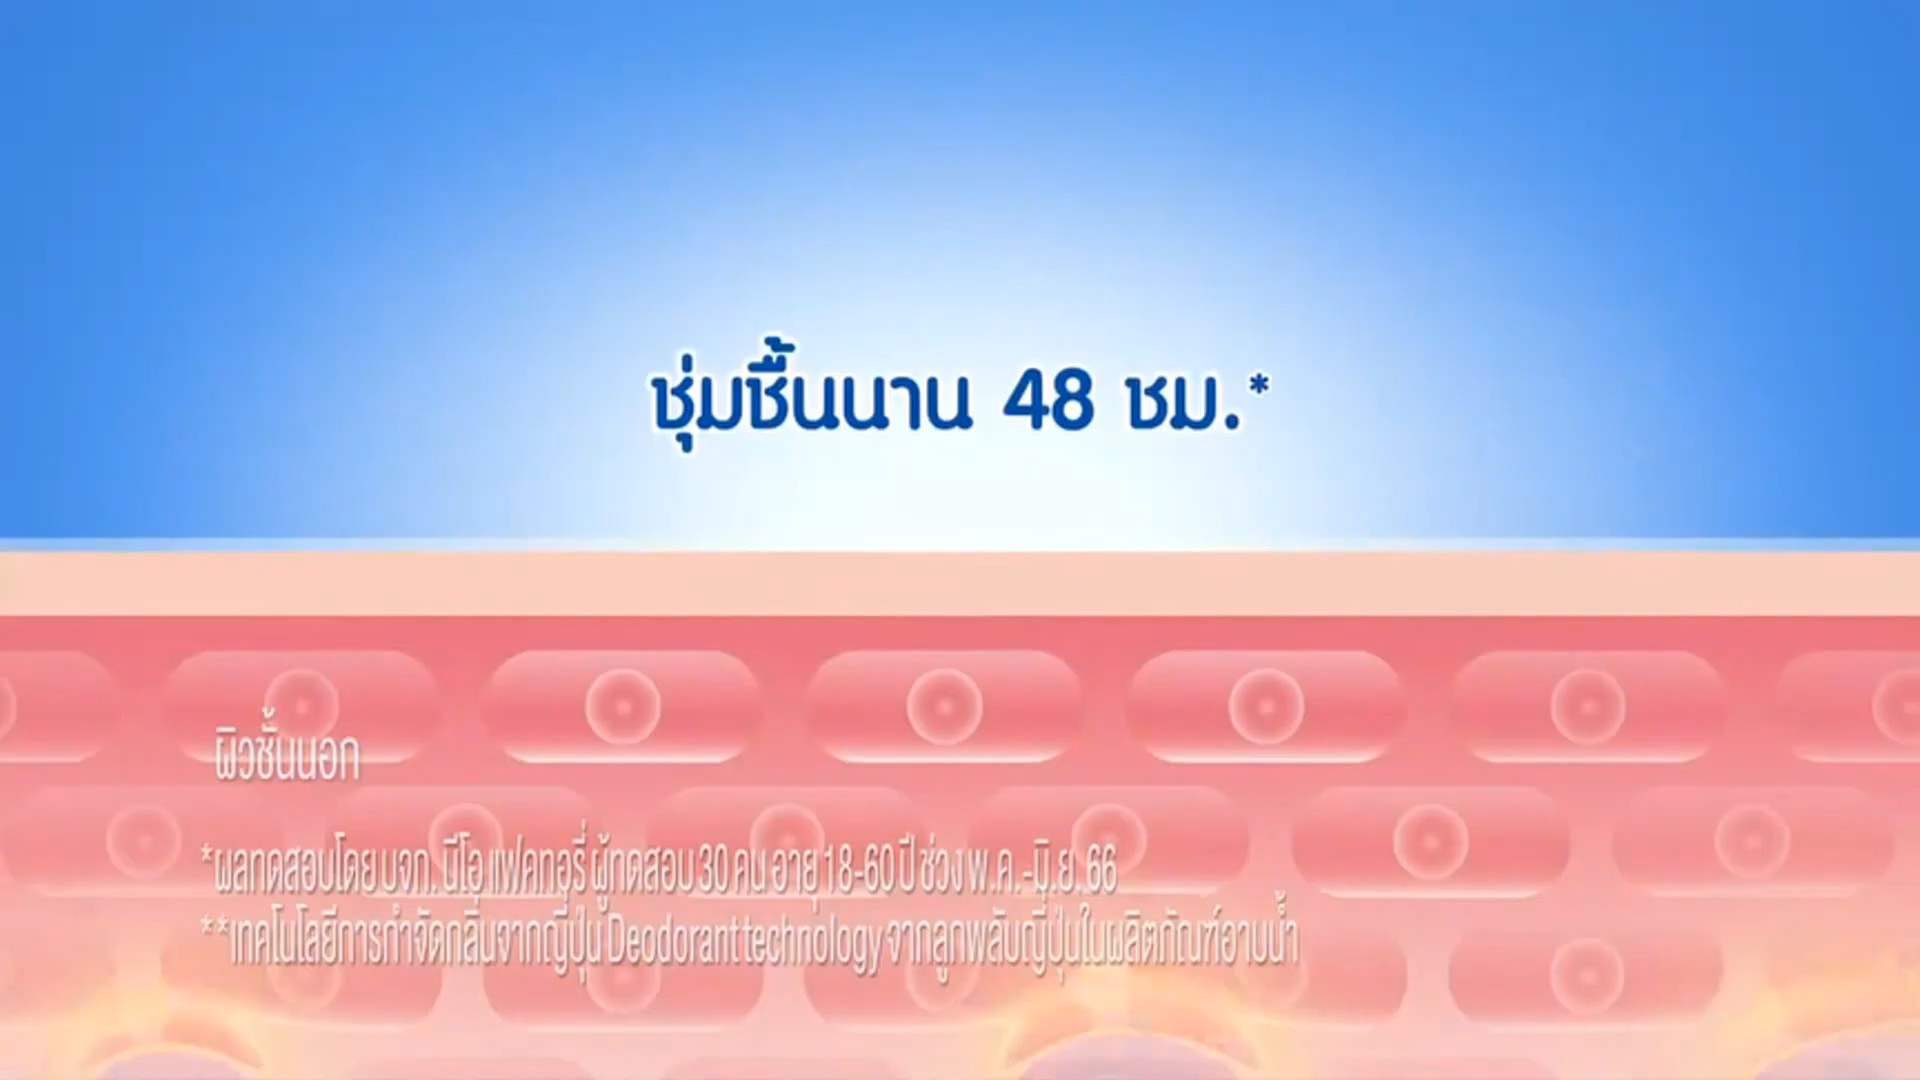 ชุ่มชื้นนาน 48 ชม.*
ผิวชั้นนอก
*ผลทดสอบโดย บจก. นีโอ แฟคทอรี่ ผู้ทดสอบ 30 คน อายุ 18-60 ปี ช่วง พ.ค.-มิ.ย. 66
**เทคโนโลยีการกำจัดกลิ่นจากญี่ปุ่น Deodorant technology จากลูกพลับญี่ปุ่นในผลิตภัณฑ์อาบน้ำ